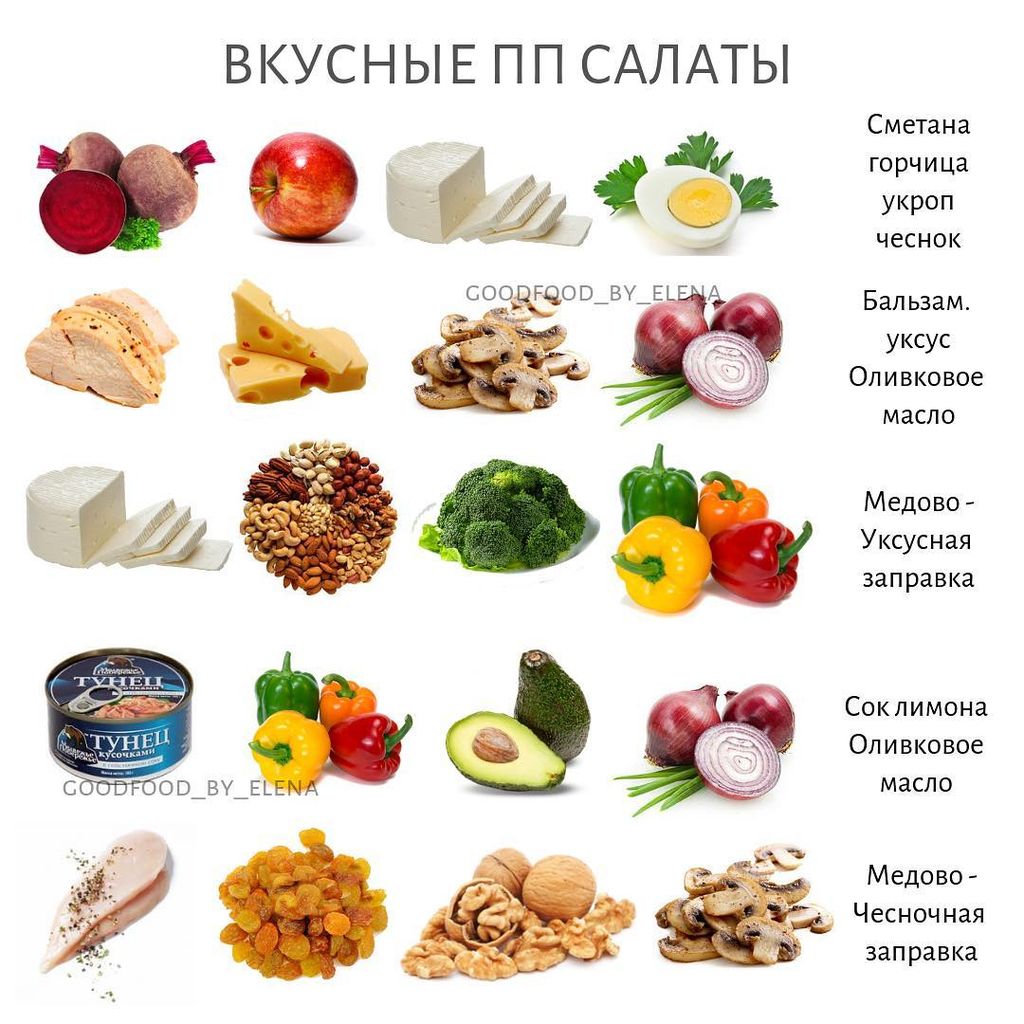 ВКУСНЫЕ ПП САЛАТЫ
Сметана
горчица
укроп
чеснок
GOODFOOD_BY_ELENA
Бальзам.
уксус
Оливковое
масло
Медово -
Уксусная
заправка
ТУНЕЦ
ТУНЕЦ
кусочками
GOODFOOD_BY_ELENA
Сок лимона
Оливковое
масло
Медово -
Чесночная
заправка